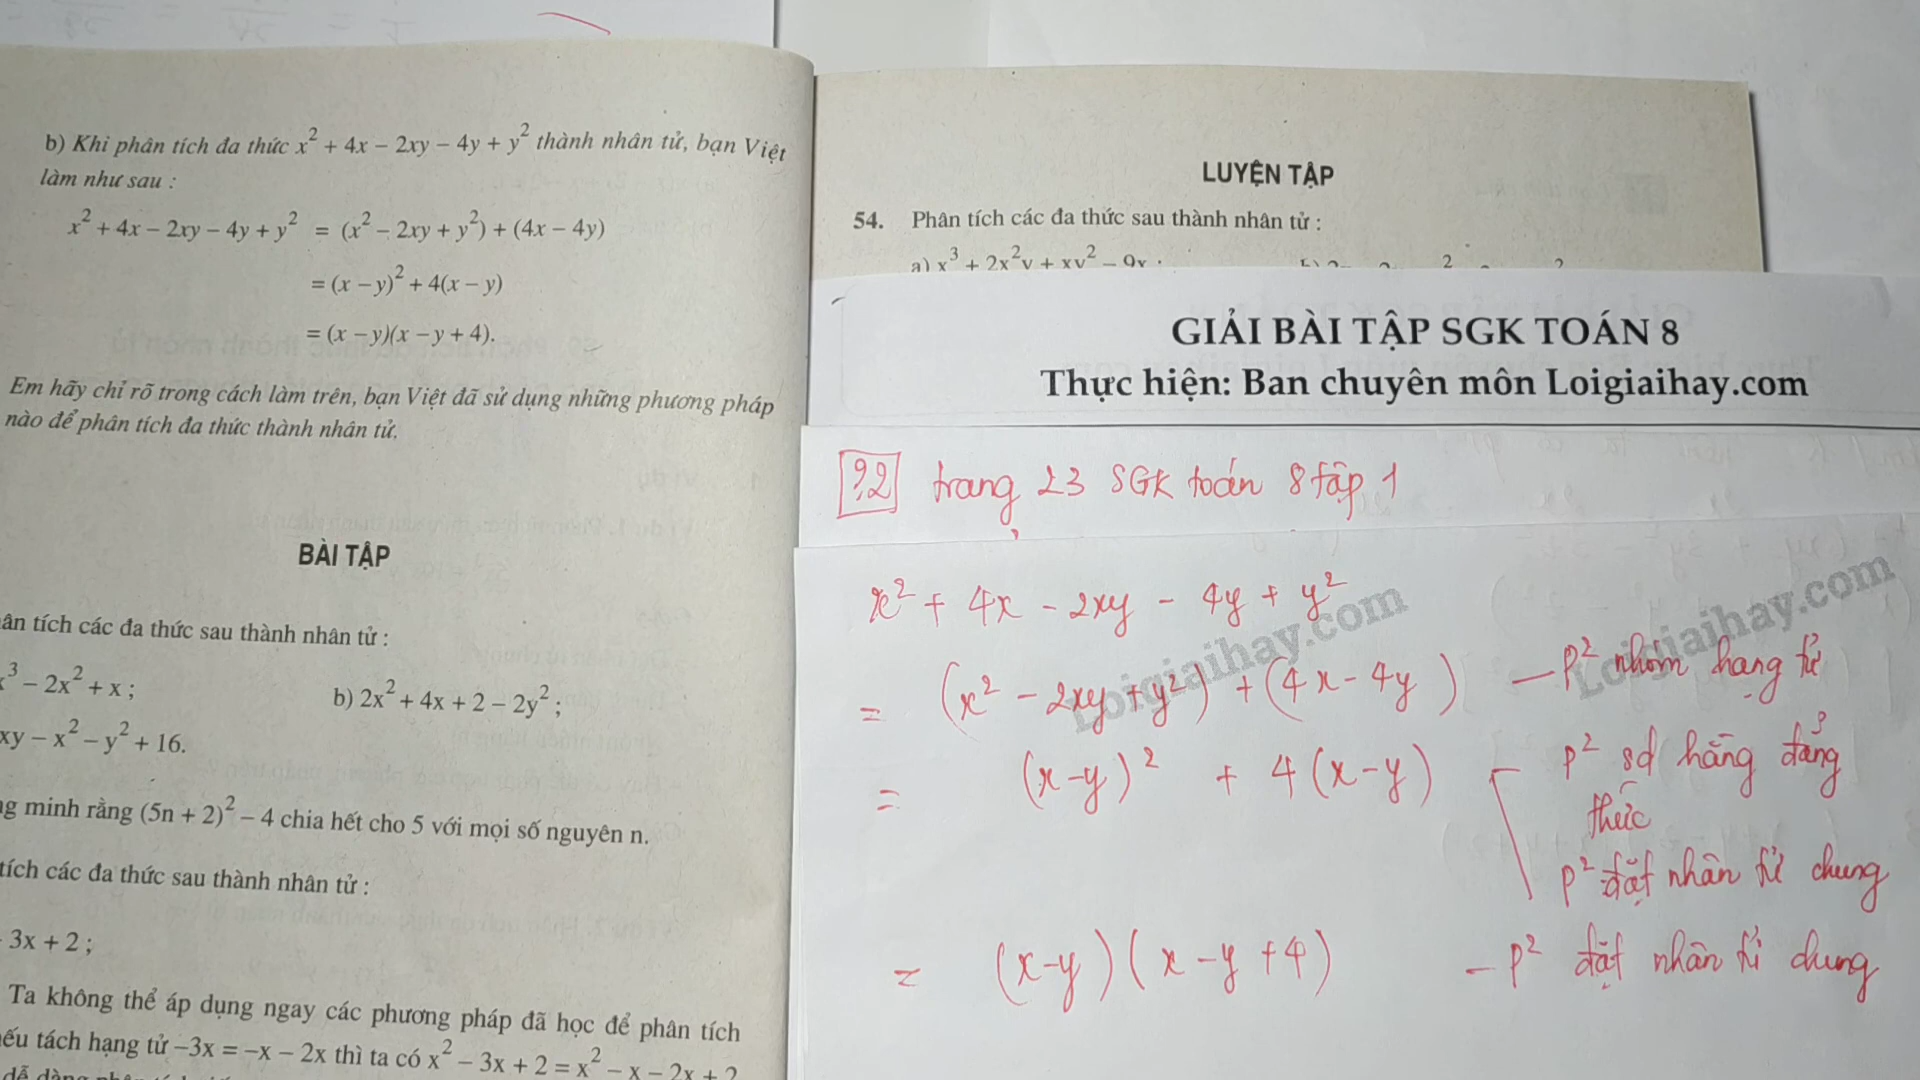 b) Khi phân tích đa thức x² + 4x – 2xy – 4y + y² thành nhân tử, bạn Việt
làm như sau :
x² + 4x – 2xy – 4y + y² = (x² – 2xy + y²) + (4x – 4y)
= (x – y)² + 4(x – y)
= (x – y)(x – y + 4).
Em hãy chỉ rõ trong cách làm trên, bạn Việt đã sử dụng những phương pháp
nào để phân tích đa thức thành nhân tử.
BÀI TẬP
tích các đa thức sau thành nhân tử :
³ – 2x² + x ;
b) 2x² + 4x + 2 – 2y² ;
xy – x² – y² + 16.
minh rằng (5n + 2)² – 4 chia hết cho 5 với mọi số nguyên n.
tích các đa thức sau thành nhân tử :
3x + 2 ;
Ta không thể áp dụng ngay các phương pháp đã học để phân tích
tách hạng tử –3x = –x – 2x thì ta có x² – 3x + 2 = x² – x – 2x + 2
LUYỆN TẬP
54. Phân tích các đa thức sau thành nhân tử :
a) x³ + 2x²y + xy² – 9x ;
GIẢI BÀI TẬP SGK TOÁN 8
Thực hiện: Ban chuyên môn Loigiaihay.com
?2 trang 23 SGK toán 8 tập 1
x² + 4x - 2xy - 4y + y²
= (x² - 2xy + y²) + (4x - 4y) — P² nhóm hạng tử
= (x-y)² + 4(x-y) P² sd hằng đẳng
thức
P² đặt nhân tử chung
= (x-y)(x-y+4) — P² đặt nhân tử chung
Loigiaihay.com
Loigiaihay.com